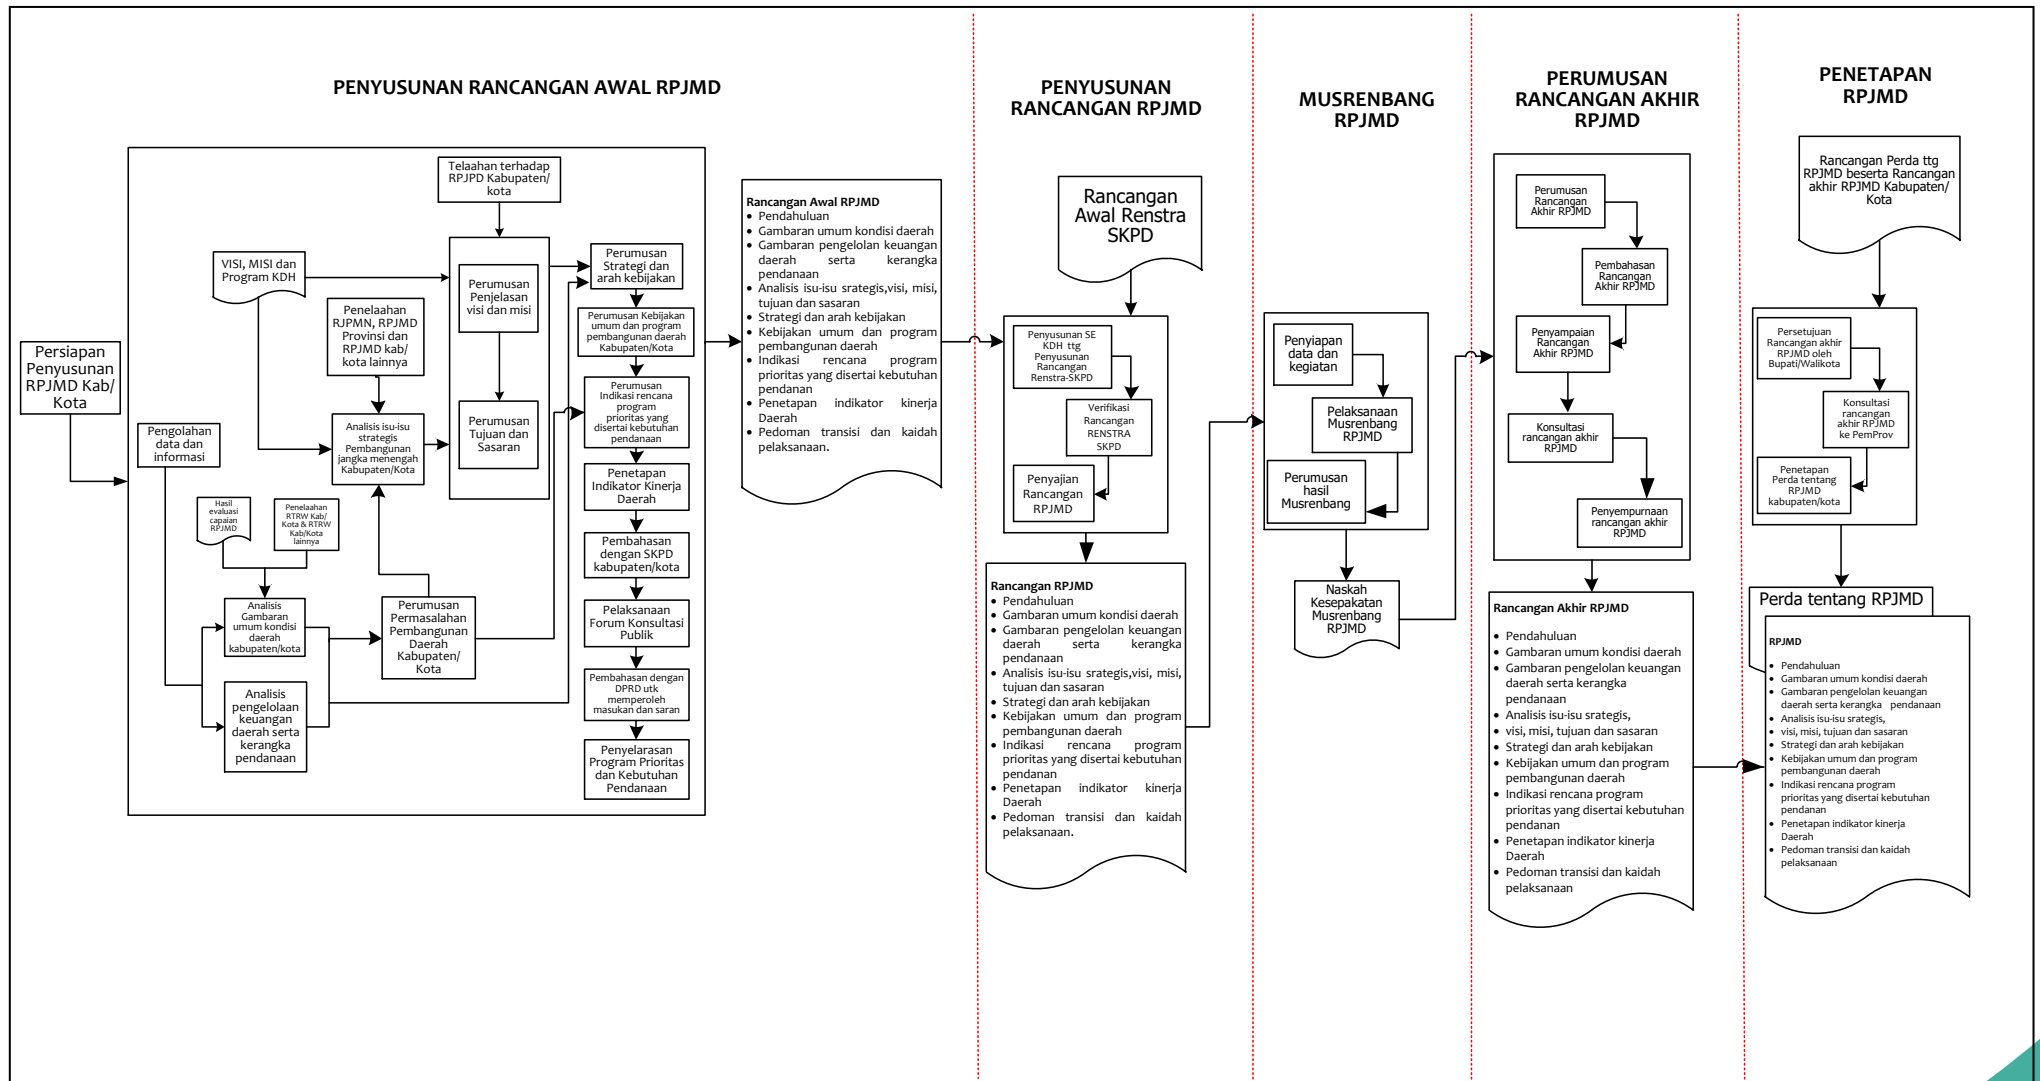 PENYUSUNAN RANCANGAN AWAL RPJMD
PENYUSUNAN
RANCANGAN RPJMD
MUSRENBANG
RPJMD
PERUMUSAN
RANCANGAN AKHIR
RPJMD
PENETAPAN
RPJMD
Persiapan
Penyusunan
RPJMD Kab/
Kota
Telaahan terhadap
RPJPD Kabupaten/
kota
VISI, MISI dan
Program KDH
Penelaahan
RJPMN, RPJMD
Provinsi dan
RPJMD kab/
kota lainnya
Pengolahan
data dan
informasi
Analisis isu-isu
strategis
Pembangunan
jangka menengah
Kabupaten/Kota
Perumusan
Penjelasan
visi dan misi
Perumusan
Tujuan dan
Sasaran
Hasil
evaluasi
capaian
RPJMD
Penelaahan
RTRW Kab/
Kota & RTRW
Kab/Kota
lainnya
Analisis
Gambaran
umum kondisi
daerah
kabupaten/kota
Analisis
pengelolaan
keuangan
daerah serta
kerangka
pendanaan
Perumusan
Permasalahan
Pembangunan
Daerah
Kabupaten/
Kota
Perumusan
Strategi dan
arah kebijakan
Perumusan Kebijakan
umum dan program
pembangunan daerah
Kabupaten/Kota
Perumusan
Indikasi rencana
program
prioritas yang
disertai kebutuhan
pendanaan
Penetapan
Indikator Kinerja
Daerah
Pembahasan
dengan SKPD
kabupaten/kota
Pelaksanaan
Forum Konsultasi
Publik
Pembahasan dengan
DPRD utk
memperoleh
masukan dan saran
Penyelarasan
Program Prioritas
dan Kebutuhan
Pendanaan
Rancangan Awal RPJMD
• Pendahuluan
• Gambaran umum kondisi daerah
• Gambaran pengelolan keuangan
daerah serta kerangka
pendanaan
• Analisis isu-isu srategis,visi, misi,
tujuan dan sasaran
• Strategi dan arah kebijakan
• Kebijakan umum dan program
pembangunan daerah
• Indikasi rencana program
prioritas yang disertai kebutuhan
pendanan
• Penetapan indikator kinerja
Daerah
• Pedoman transisi dan kaidah
pelaksanaan.
Rancangan
Awal Renstra
SKPD
Penyusunan SE
KDH ttg
Penyusunan
Rancangan
Renstra-SKPD
Verifikasi
Rancangan
RENSTRA
SKPD
Penyajian
Rancangan
RPJMD
Rancangan RPJMD
• Pendahuluan
• Gambaran umum kondisi daerah
• Gambaran pengelolan keuangan
daerah serta kerangka
pendanaan
• Analisis isu-isu srategis,visi, misi,
tujuan dan sasaran
• Strategi dan arah kebijakan
• Kebijakan umum dan program
pembangunan daerah
• Indikasi rencana program
prioritas yang disertai kebutuhan
pendanan
• Penetapan indikator kinerja
Daerah
• Pedoman transisi dan kaidah
pelaksanaan.
Penyiapan
data dan
kegiatan
Pelaksanaan
Musrenbang
RPJMD
Perumusan
hasil
Musrenbang
Naskah
Kesepakatan
Musrenbang
RPJMD
Perumusan
Rancangan
Akhir RPJMD
Pembahasan
Rancangan
Akhir RPJMD
Penyampaian
Rancangan
Akhir RPJMD
Konsultasi
rancangan akhir
RPJMD
Penyempurnaan
rancangan akhir
RPJMD
Rancangan Akhir RPJMD
• Pendahuluan
• Gambaran umum kondisi daerah
• Gambaran pengelolan keuangan
daerah serta kerangka
pendanaan
• Analisis isu-isu srategis,
• visi, misi, tujuan dan sasaran
• Strategi dan arah kebijakan
• Kebijakan umum dan program
pembangunan daerah
• Indikasi rencana program
prioritas yang disertai kebutuhan
pendanan
• Penetapan indikator kinerja
Daerah
• Pedoman transisi dan kaidah
pelaksanaan
Rancangan Perda ttg
RPJMD beserta Rancangan
akhir RPJMD Kabupaten/
Kota
Persetujuan
Rancangan akhir
RPJMD oleh
Bupati/Walikota
Konsultasi
rancangan
akhir RPJMD
ke PemProv
Penetapan
Perda tentang
RPJMD
kabupaten/kota
Perda tentang RPJMD
RPJMD
• Pendahuluan
• Gambaran umum kondisi daerah
• Gambaran pengelolan keuangan
daerah serta kerangka pendanaan
• Analisis isu-isu srategis,
• visi, misi, tujuan dan sasaran
• Strategi dan arah kebijakan
• Kebijakan umum dan program
pembangunan daerah
• Indikasi rencana program
prioritas yang disertai kebutuhan
pendanan
• Penetapan indikator kinerja
Daerah
• Pedoman transisi dan kaidah
pelaksanaan